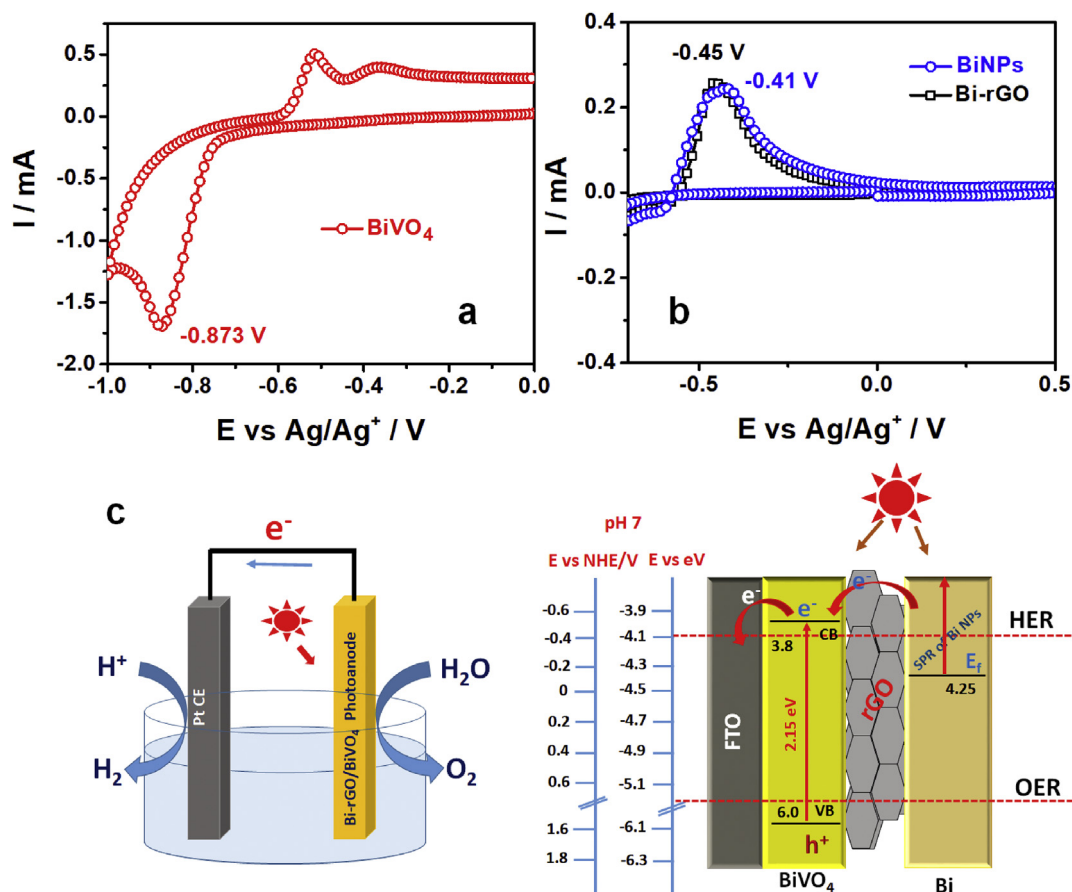 0.5
0.0
-0.5
-1.0
-1.5
-2.0
I / mA
BiVO4
-0.873 V
a
-1.0 -0.8 -0.6 -0.4 -0.2 0.0
E vs Ag/Ag+ / V
0.4
0.2
0.0
-0.2
-0.4
I / mA
-0.45 V
-0.41 V
BiNPs
Bi-rGO
b
-0.5 0.0 0.5
E vs Ag/Ag+ / V
c
e-
H+
H2
Pt CE
Bi-rGO/BiVO4 Photoanode
H2O
O2
pH 7
E vs NHE/V E vs eV
-0.6 -3.9
-0.4 -4.1
-0.2 -4.3
0 -4.5
0.2 -4.7
0.4 -4.9
0.6 -5.1
1.6 -6.1
1.8 -6.3
FTO
e-
e-
e-
CB
3.8
2.15 eV
6.0 VB
h+
BiVO4
rGO
SPR of Bi NPs
Ef
4.25
Bi
HER
OER